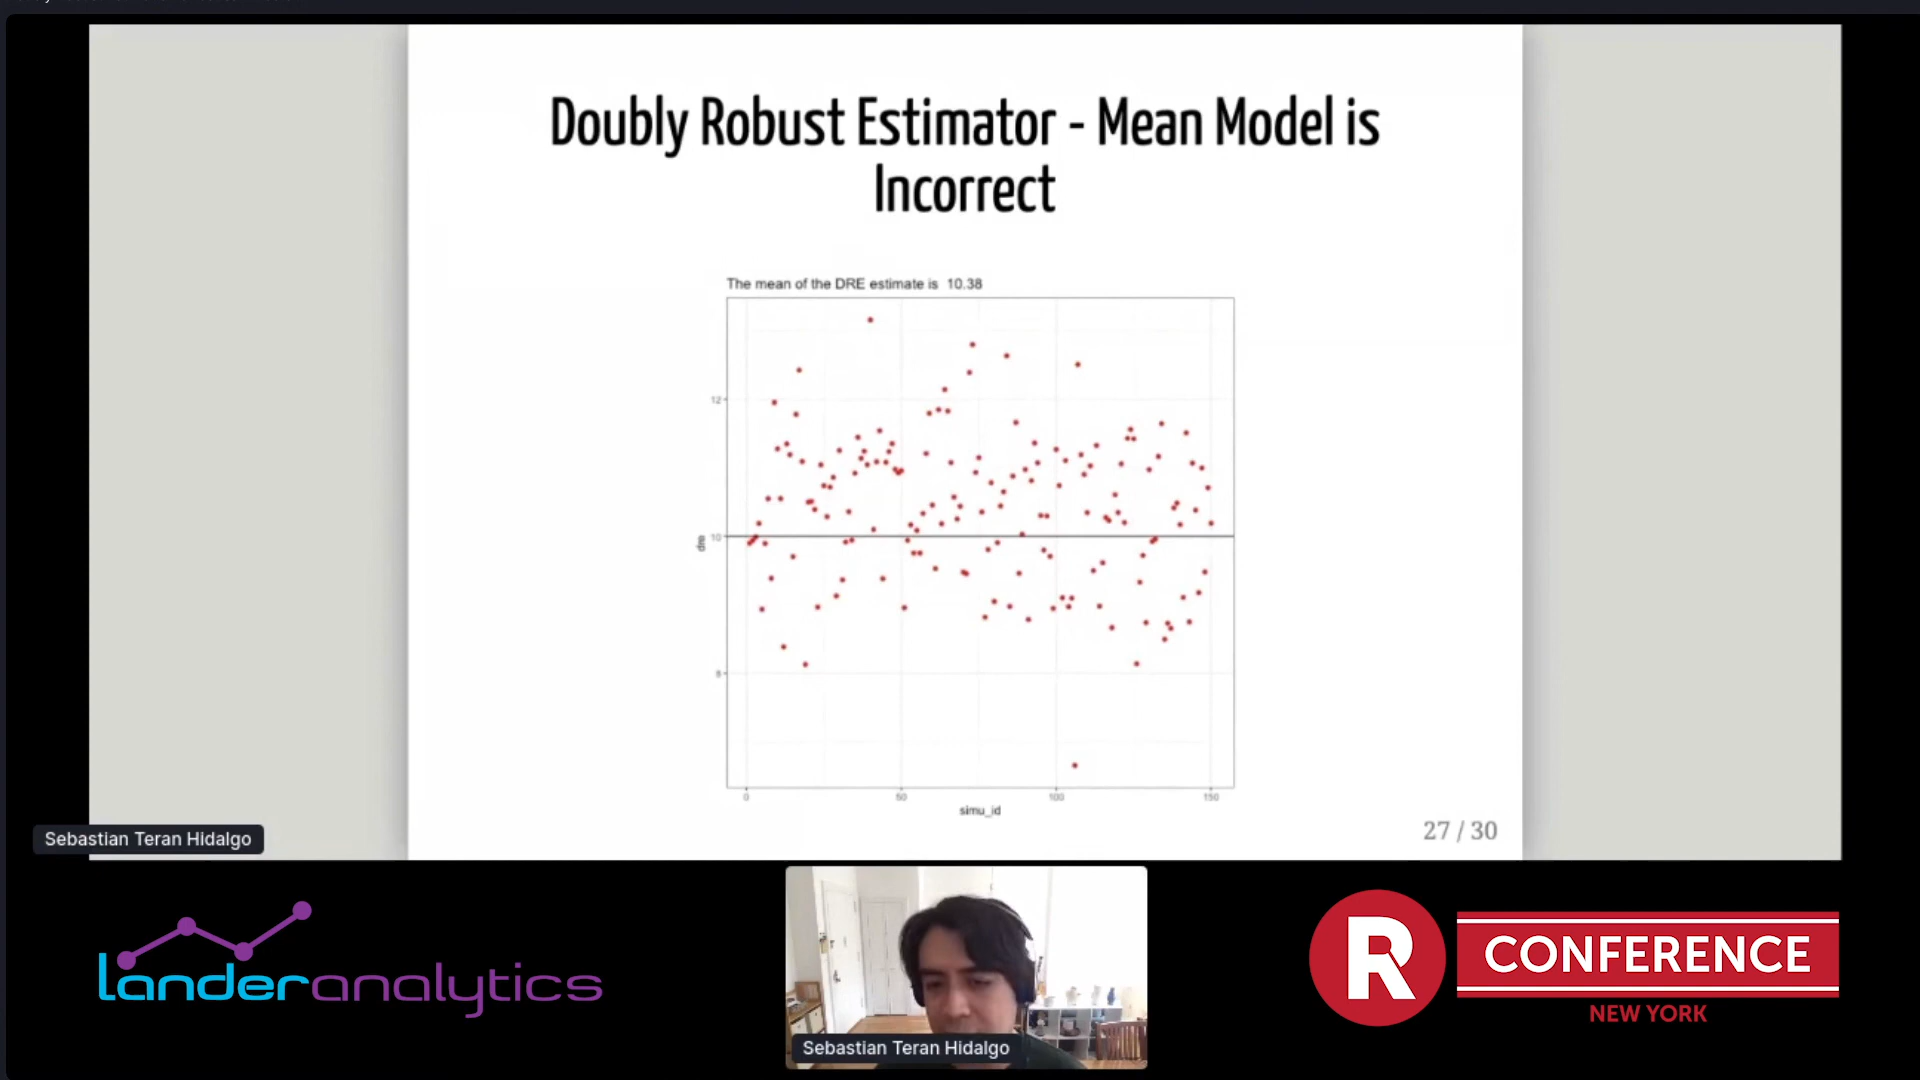 Doubly Robust Estimator - Mean Model is
Incorrect
The mean of the DRE estimate is 10.38
12
10
8
dre
0
50
100
150
simu_id
27 / 30
Sebastian Teran Hidalgo
landeranalytics
Sebastian Teran Hidalgo
R
CONFERENCE
NEW YORK